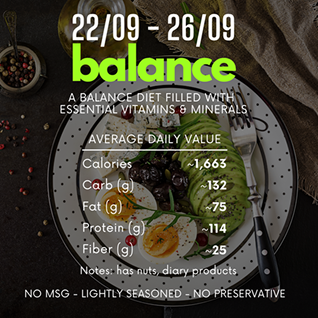 22/09 - 26/09
balance
A BALANCE DIET FILLED WITH
ESSENTIAL VITAMINS & MINERALS
AVERAGE DAILY VALUE
Calories ~1,663
Carb (g) ~132
Fat (g) ~75
Protein (g) ~114
Fiber (g) ~25
Notes: has nuts, diary products
NO MSG - LIGHTLY SEASONED - NO PRESERVATIVE